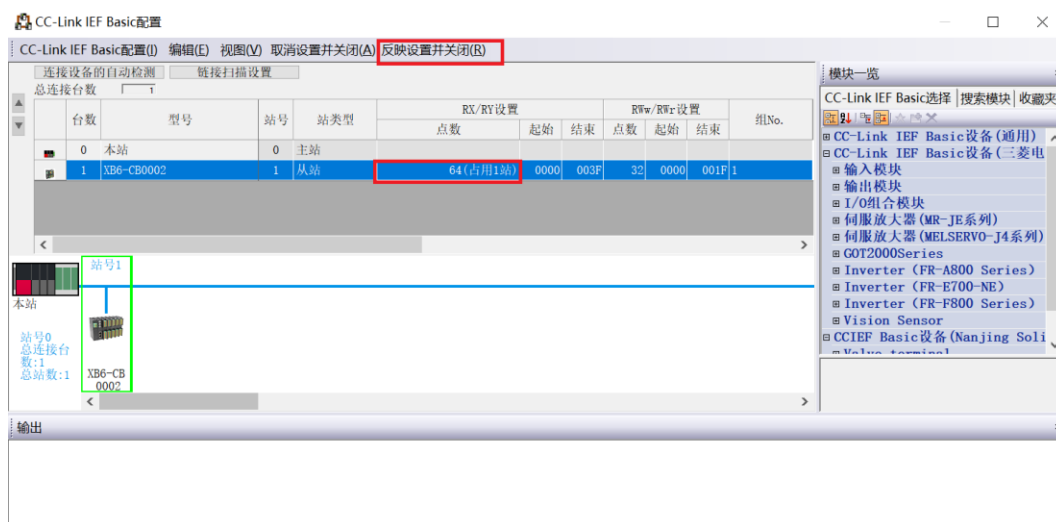 CC-Link IEF Basic配置
CC-Link IEF Basic配置(I) 编辑(E) 视图(V) 取消设置并关闭(A) 反映设置并关闭(R)
连接设备的自动检测 链接扫描设置
总连接台数 1
台数 型号 站号 站类型 RX/RY设置 RWw/RWr设置 组No.
点数 起始 结束 点数 起始 结束
0 本站 0 主站
1 XB6-CB0002 1 从站 64(占用1站) 0000 003F 32 0000 001F 1
站号1
本站
站号0
总连接台
数:1
总站数:1
XB6-CB
0002
模块一览
CC-Link IEF Basic选择 搜索模块 收藏夹
CC-Link IEF Basic设备(通用)
CC-Link IEF Basic设备(三菱电
输入模块
输出模块
I/O组合模块
伺服放大器(MR-JE系列)
伺服放大器(MELSERVO-J4系列)
GOT2000Series
Inverter (FR-A800 Series)
Inverter (FR-E700-NE)
Inverter (FR-F800 Series)
Vision Sensor
CCIEF Basic设备(Nanjing Soli
Valve terminal
输出